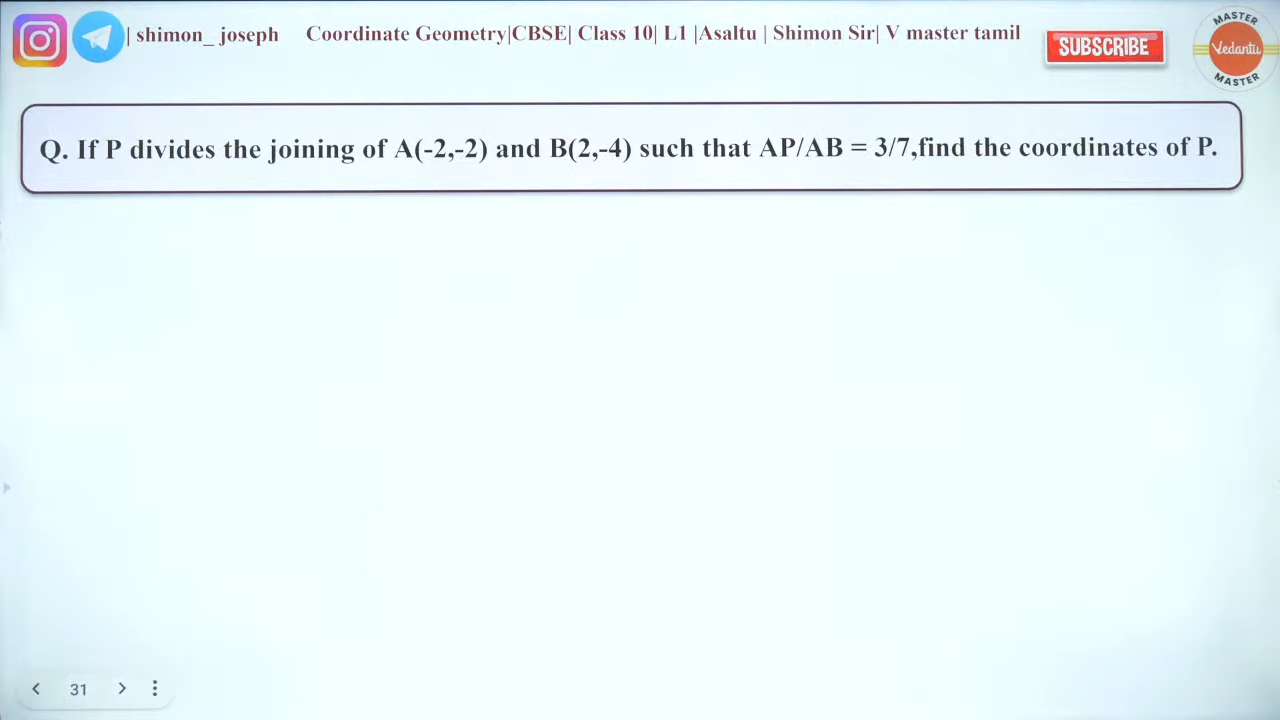 | shimon_ joseph
Coordinate Geometry|CBSE| Class 10| L1 |Asaltu | Shimon Sir| V master tamil
SUBSCRIBE
MASTER
Vedantu
MASTER
Q. If P divides the joining of A(-2,-2) and B(2,-4) such that AP/AB = 3/7,find the coordinates of P.
31